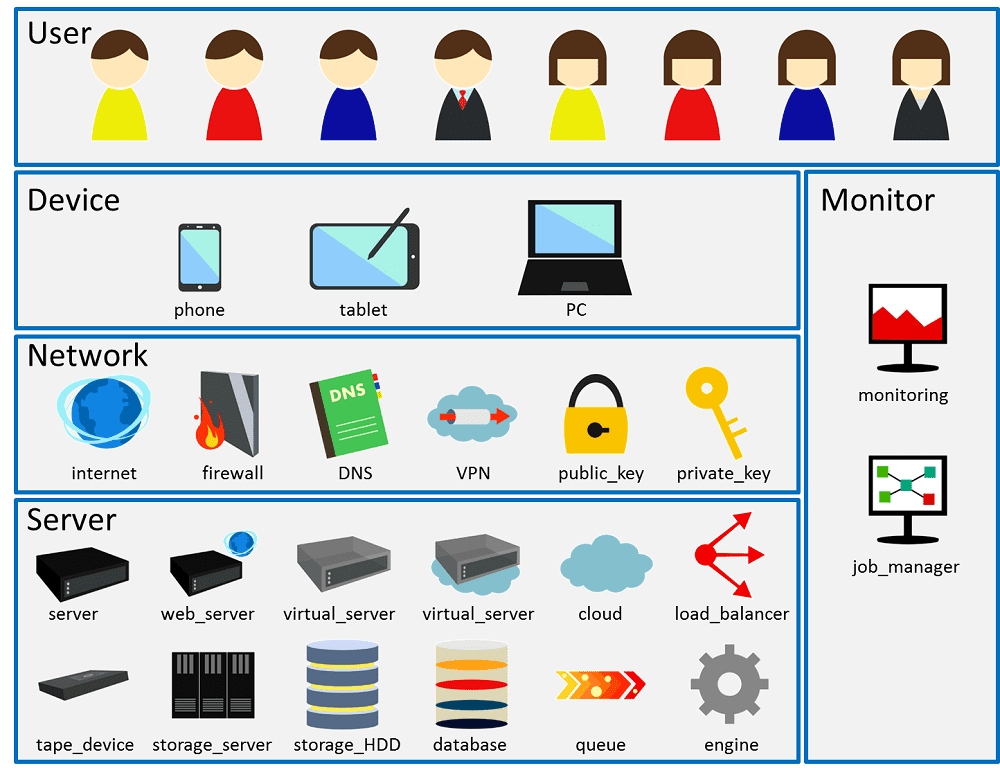 User
Device
phone
tablet
PC
Monitor
monitoring
job_manager
Network
DNS
internet
firewall
DNS
VPN
public_key
private_key
Server
server
web_server
virtual_server
virtual_server
cloud
load_balancer
tape_device
storage_server
storage_HDD
database
queue
engine